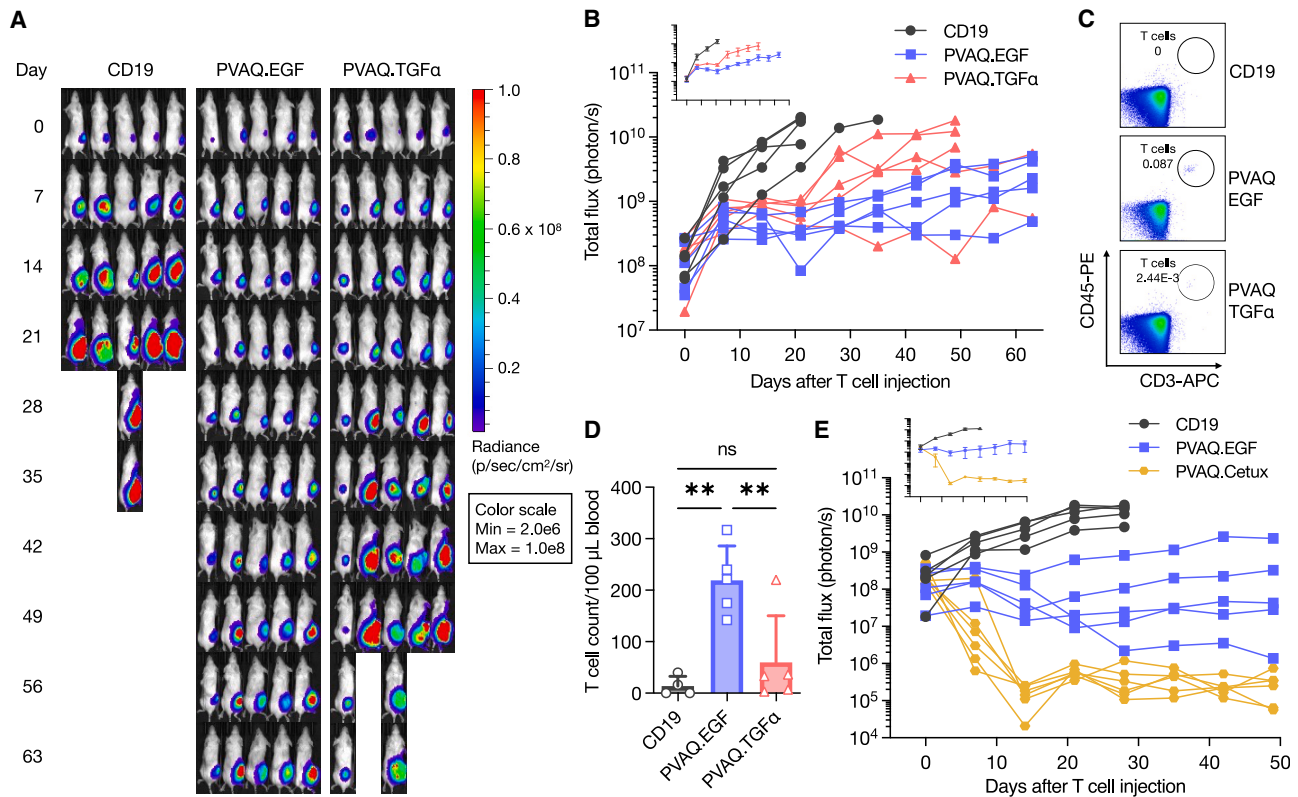 A
Day
CD19
PVAQ.EGF
PVAQ.TGFα
0
7
14
21
28
35
42
49
56
63
1.0
0.8
0.6 x 10⁸
0.4
0.2
Radiance
(p/sec/cm²/sr)
Color scale
Min = 2.0e6
Max = 1.0e8
B
CD19
PVAQ.EGF
PVAQ.TGFα
Total flux (photon/s)
10¹¹
10¹⁰
10⁹
10⁸
10⁷
0 10 20 30 40 50 60
Days after T cell injection
C
T cells
0
CD19
T cells
0.087
PVAQ
EGF
T cells
2.44E-3
PVAQ
TGFα
CD45-PE
CD3-APC
D
ns
** **
T cell count/100 µL blood
400
300
200
100
0
CD19
PVAQ.EGF
PVAQ.TGFα
E
CD19
PVAQ.EGF
PVAQ.Cetux
Total flux (photon/s)
10¹¹
10¹⁰
10⁹
10⁸
10⁷
10⁶
10⁵
10⁴
0 10 20 30 40 50
Days after T cell injection